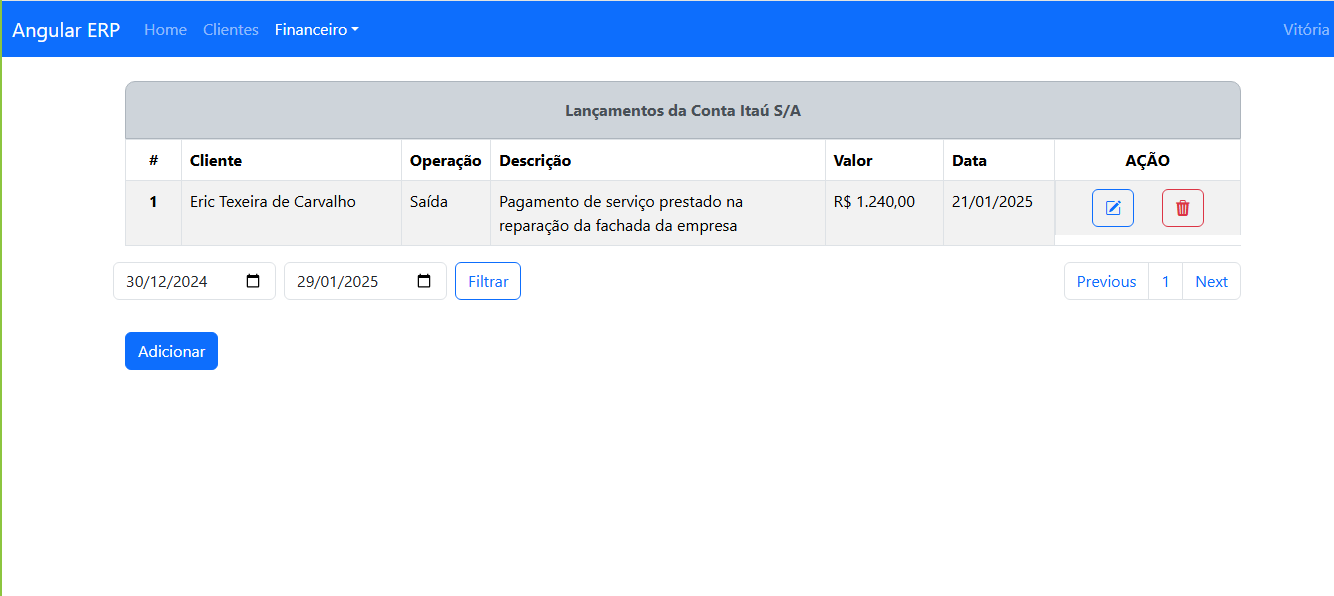 Angular ERP Home Clientes Financeiro Vitória
Lançamentos da Conta Itaú S/A
# Cliente Operação Descrição Valor Data AÇÃO
1 Eric Texeira de Carvalho Saída Pagamento de serviço prestado na R$ 1.240,00 21/01/2025
reparação da fachada da empresa
30/12/2024 29/01/2025 Filtrar Previous 1 Next
Adicionar